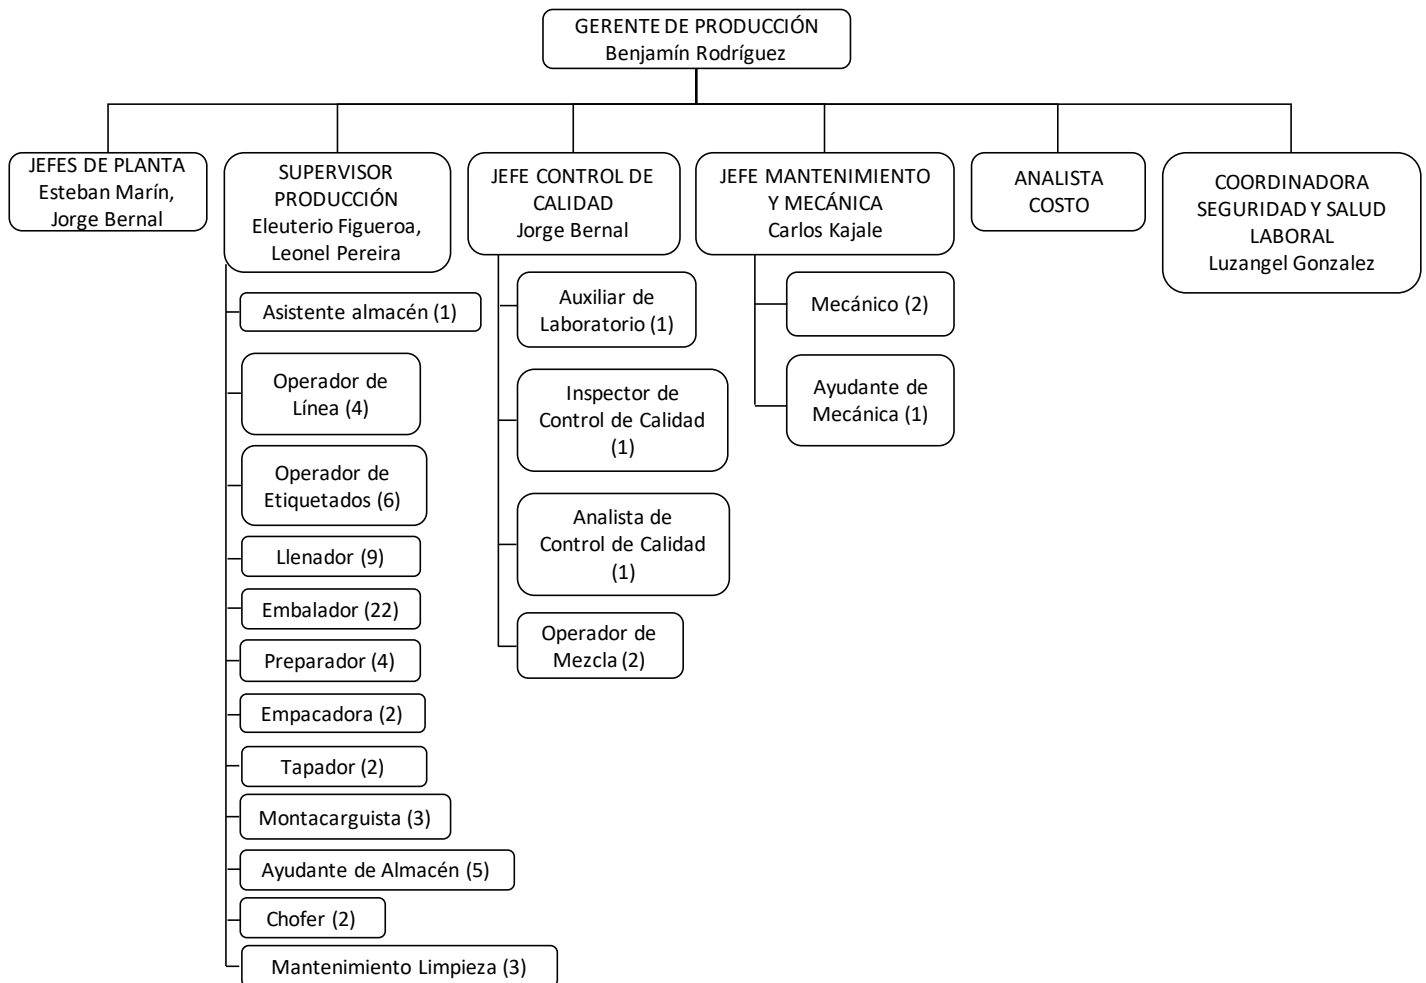 GERENTE DE PRODUCCIÓN
Benjamín Rodríguez
JEFES DE PLANTA
Esteban Marín,
Jorge Bernal
SUPERVISOR
PRODUCCIÓN
Eleuterio Figueroa,
Leonel Pereira
JEFE CONTROL DE
CALIDAD
Jorge Bernal
JEFE MANTENIMIENTO
Y MECÁNICA
Carlos Kajale
ANALISTA
COSTO
COORDINADORA
SEGURIDAD Y SALUD
LABORAL
Luzangel Gonzalez
Asistente almacén (1)
Operador de
Línea (4)
Operador de
Etiquetados (6)
Llenador (9)
Embalador (22)
Preparador (4)
Empacadora (2)
Tapador (2)
Montacarguista (3)
Ayudante de Almacén (5)
Chofer (2)
Mantenimiento Limpieza (3)
Auxiliar de
Laboratorio (1)
Inspector de
Control de Calidad
(1)
Analista de
Control de Calidad
(1)
Operador de
Mezcla (2)
Mecánico (2)
Ayudante de
Mecánica (1)